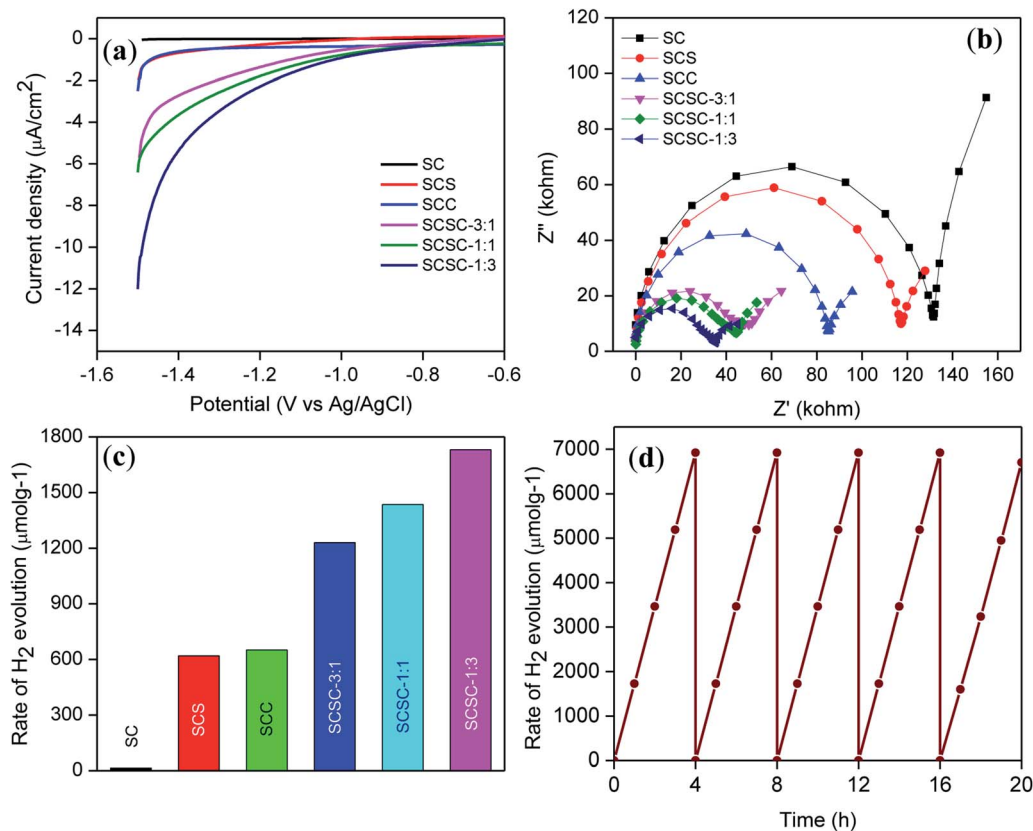 (a)
0
-2
-4
-6
-8
-10
-12
-14
Current density (μA/cm2)
SC
SCS
SCC
SCSC-3:1
SCSC-1:1
SCSC-1:3
-1.6 -1.4 -1.2 -1.0 -0.8 -0.6
Potential (V vs Ag/AgCl)
(b)
120
100
80
60
40
20
0
Z'' (kohm)
SC
SCS
SCC
SCSC-3:1
SCSC-1:1
SCSC-1:3
0 20 40 60 80 100 120 140 160
Z' (kohm)
(c)
1800
1500
1200
900
600
300
0
Rate of H2 evolution (μmolg-1)
SC
SCS
SCC
SCSC-3:1
SCSC-1:1
SCSC-1:3
(d)
7000
6000
5000
4000
3000
2000
1000
0
Rate of H2 evolution (μmolg-1)
0 4 8 12 16 20
Time (h)